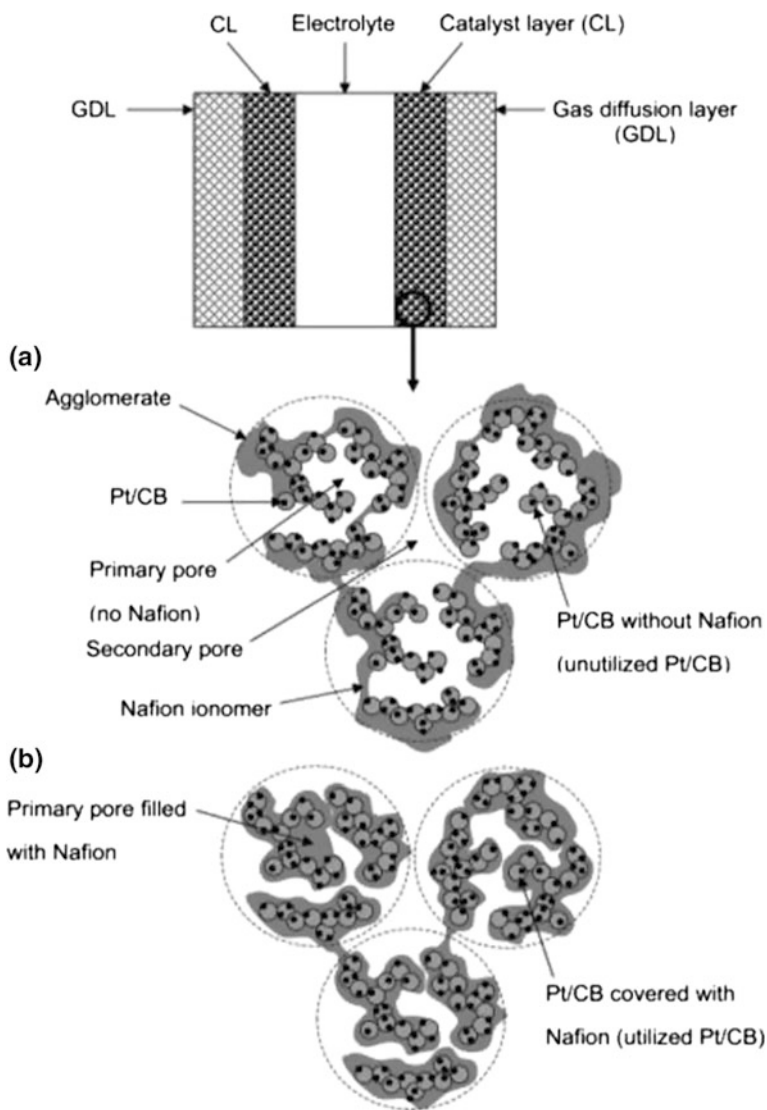 CL
Electrolyte
Catalyst layer (CL)
GDL
Gas diffusion layer
(GDL)
(a)
Agglomerate
Pt/CB
Primary pore
(no Nafion)
Secondary pore
Nafion ionomer
Pt/CB without Nafion
(unutilized Pt/CB)
(b)
Primary pore filled
with Nafion
Pt/CB covered with
Nafion (utilized Pt/CB)